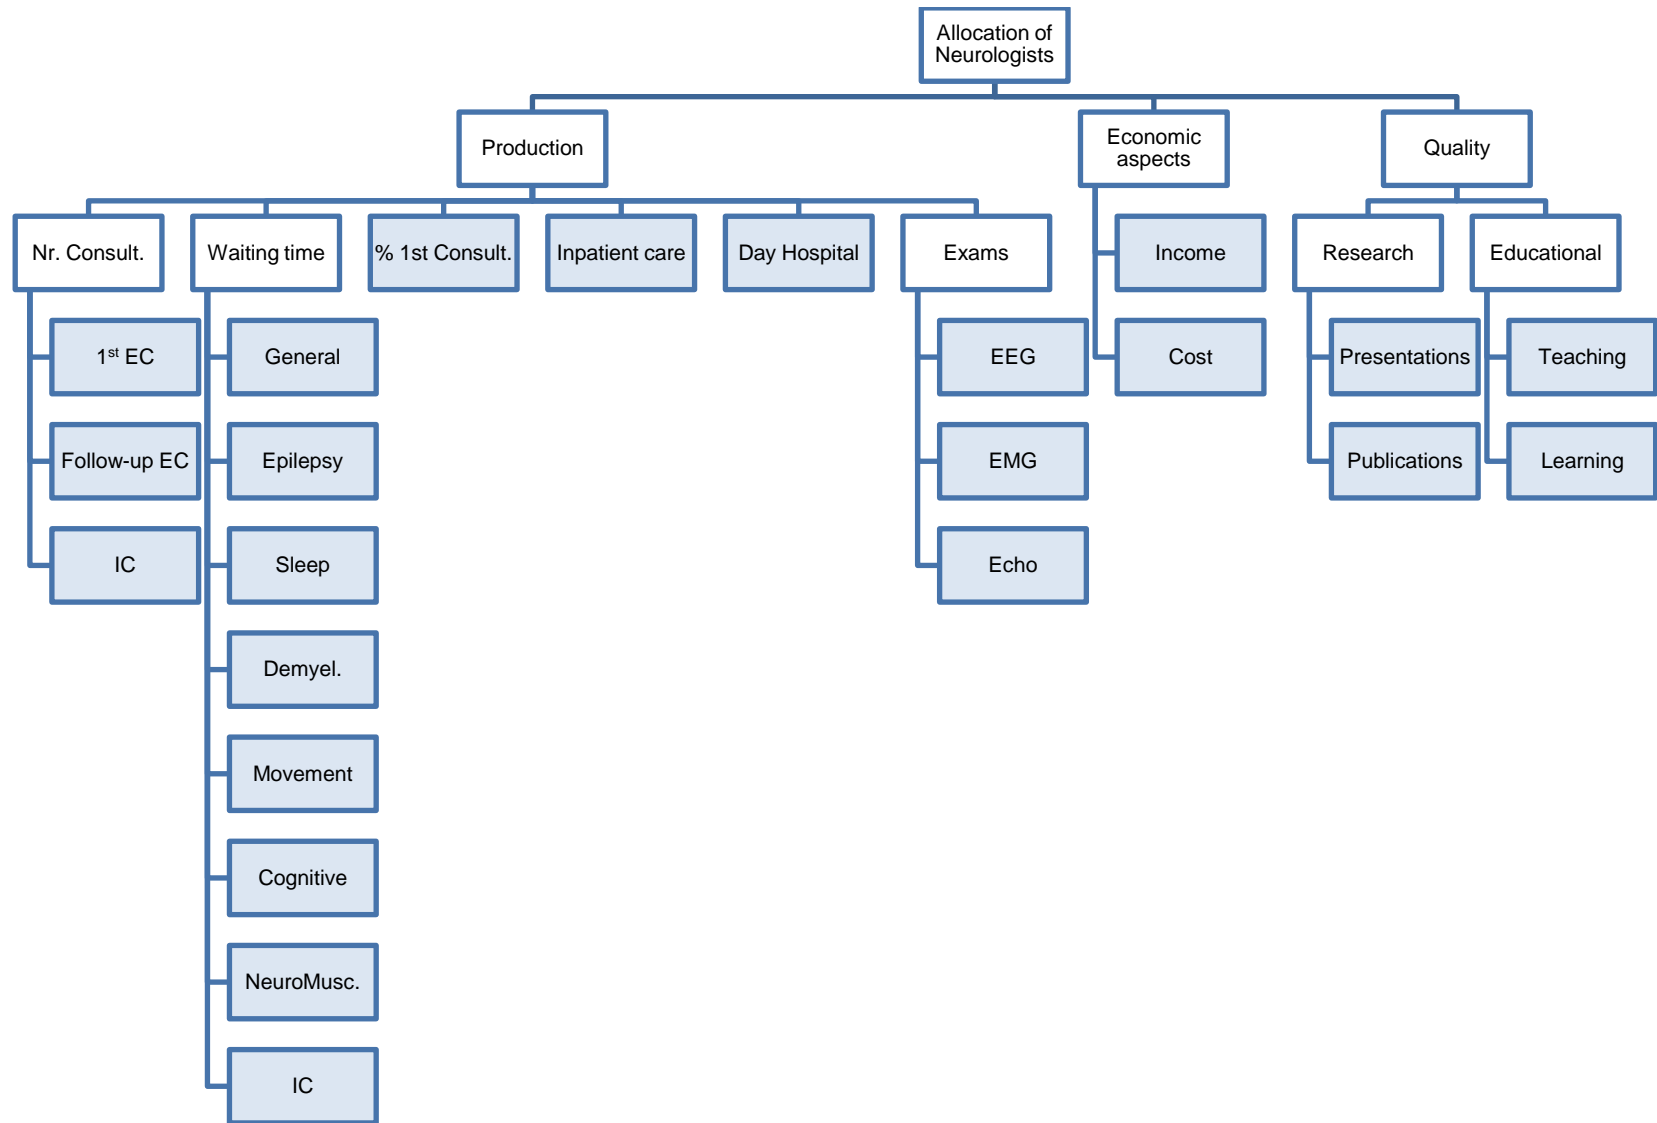 Allocation of
Neurologists
Production
Economic
aspects
Quality
Nr. Consult.
Waiting time
% 1st Consult.
Inpatient care
Day Hospital
Exams
Income
Research
Educational
1st EC
General
EEG
Cost
Presentations
Teaching
Follow-up EC
Epilepsy
EMG
Publications
Learning
IC
Sleep
Echo
Demyel.
Movement
Cognitive
NeuroMusc.
IC